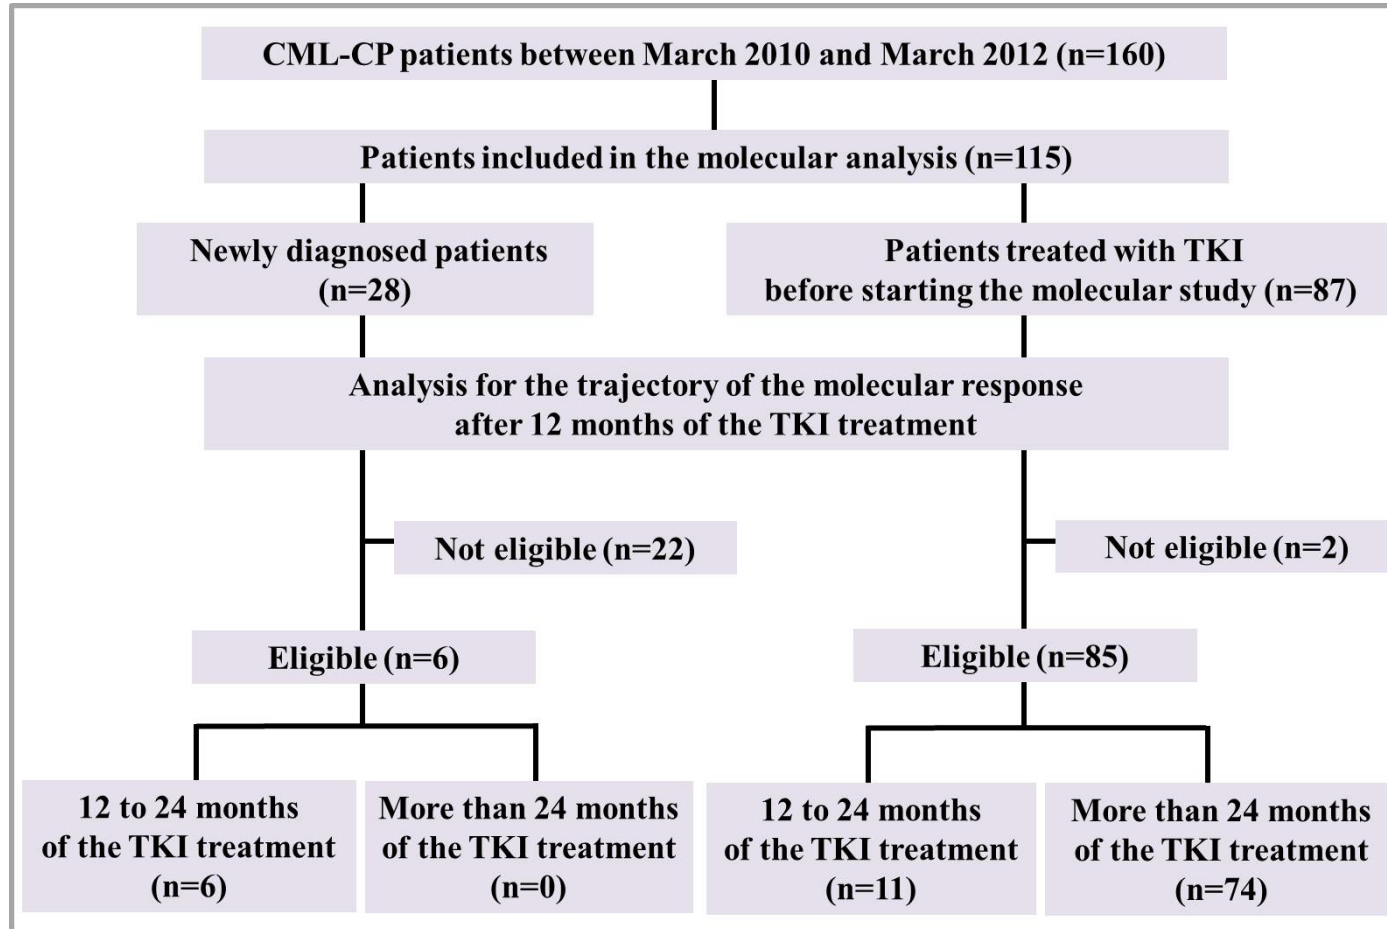 CML-CP patients between March 2010 and March 2012 (n=160)
Patients included in the molecular analysis (n=115)
Newly diagnosed patients
(n=28)
Patients treated with TKI
before starting the molecular study (n=87)
Analysis for the trajectory of the molecular response
after 12 months of the TKI treatment
Not eligible (n=22)
Not eligible (n=2)
Eligible (n=6)
Eligible (n=85)
12 to 24 months
of the TKI treatment
(n=6)
More than 24 months
of the TKI treatment
(n=0)
12 to 24 months
of the TKI treatment
(n=11)
More than 24 months
of the TKI treatment
(n=74)